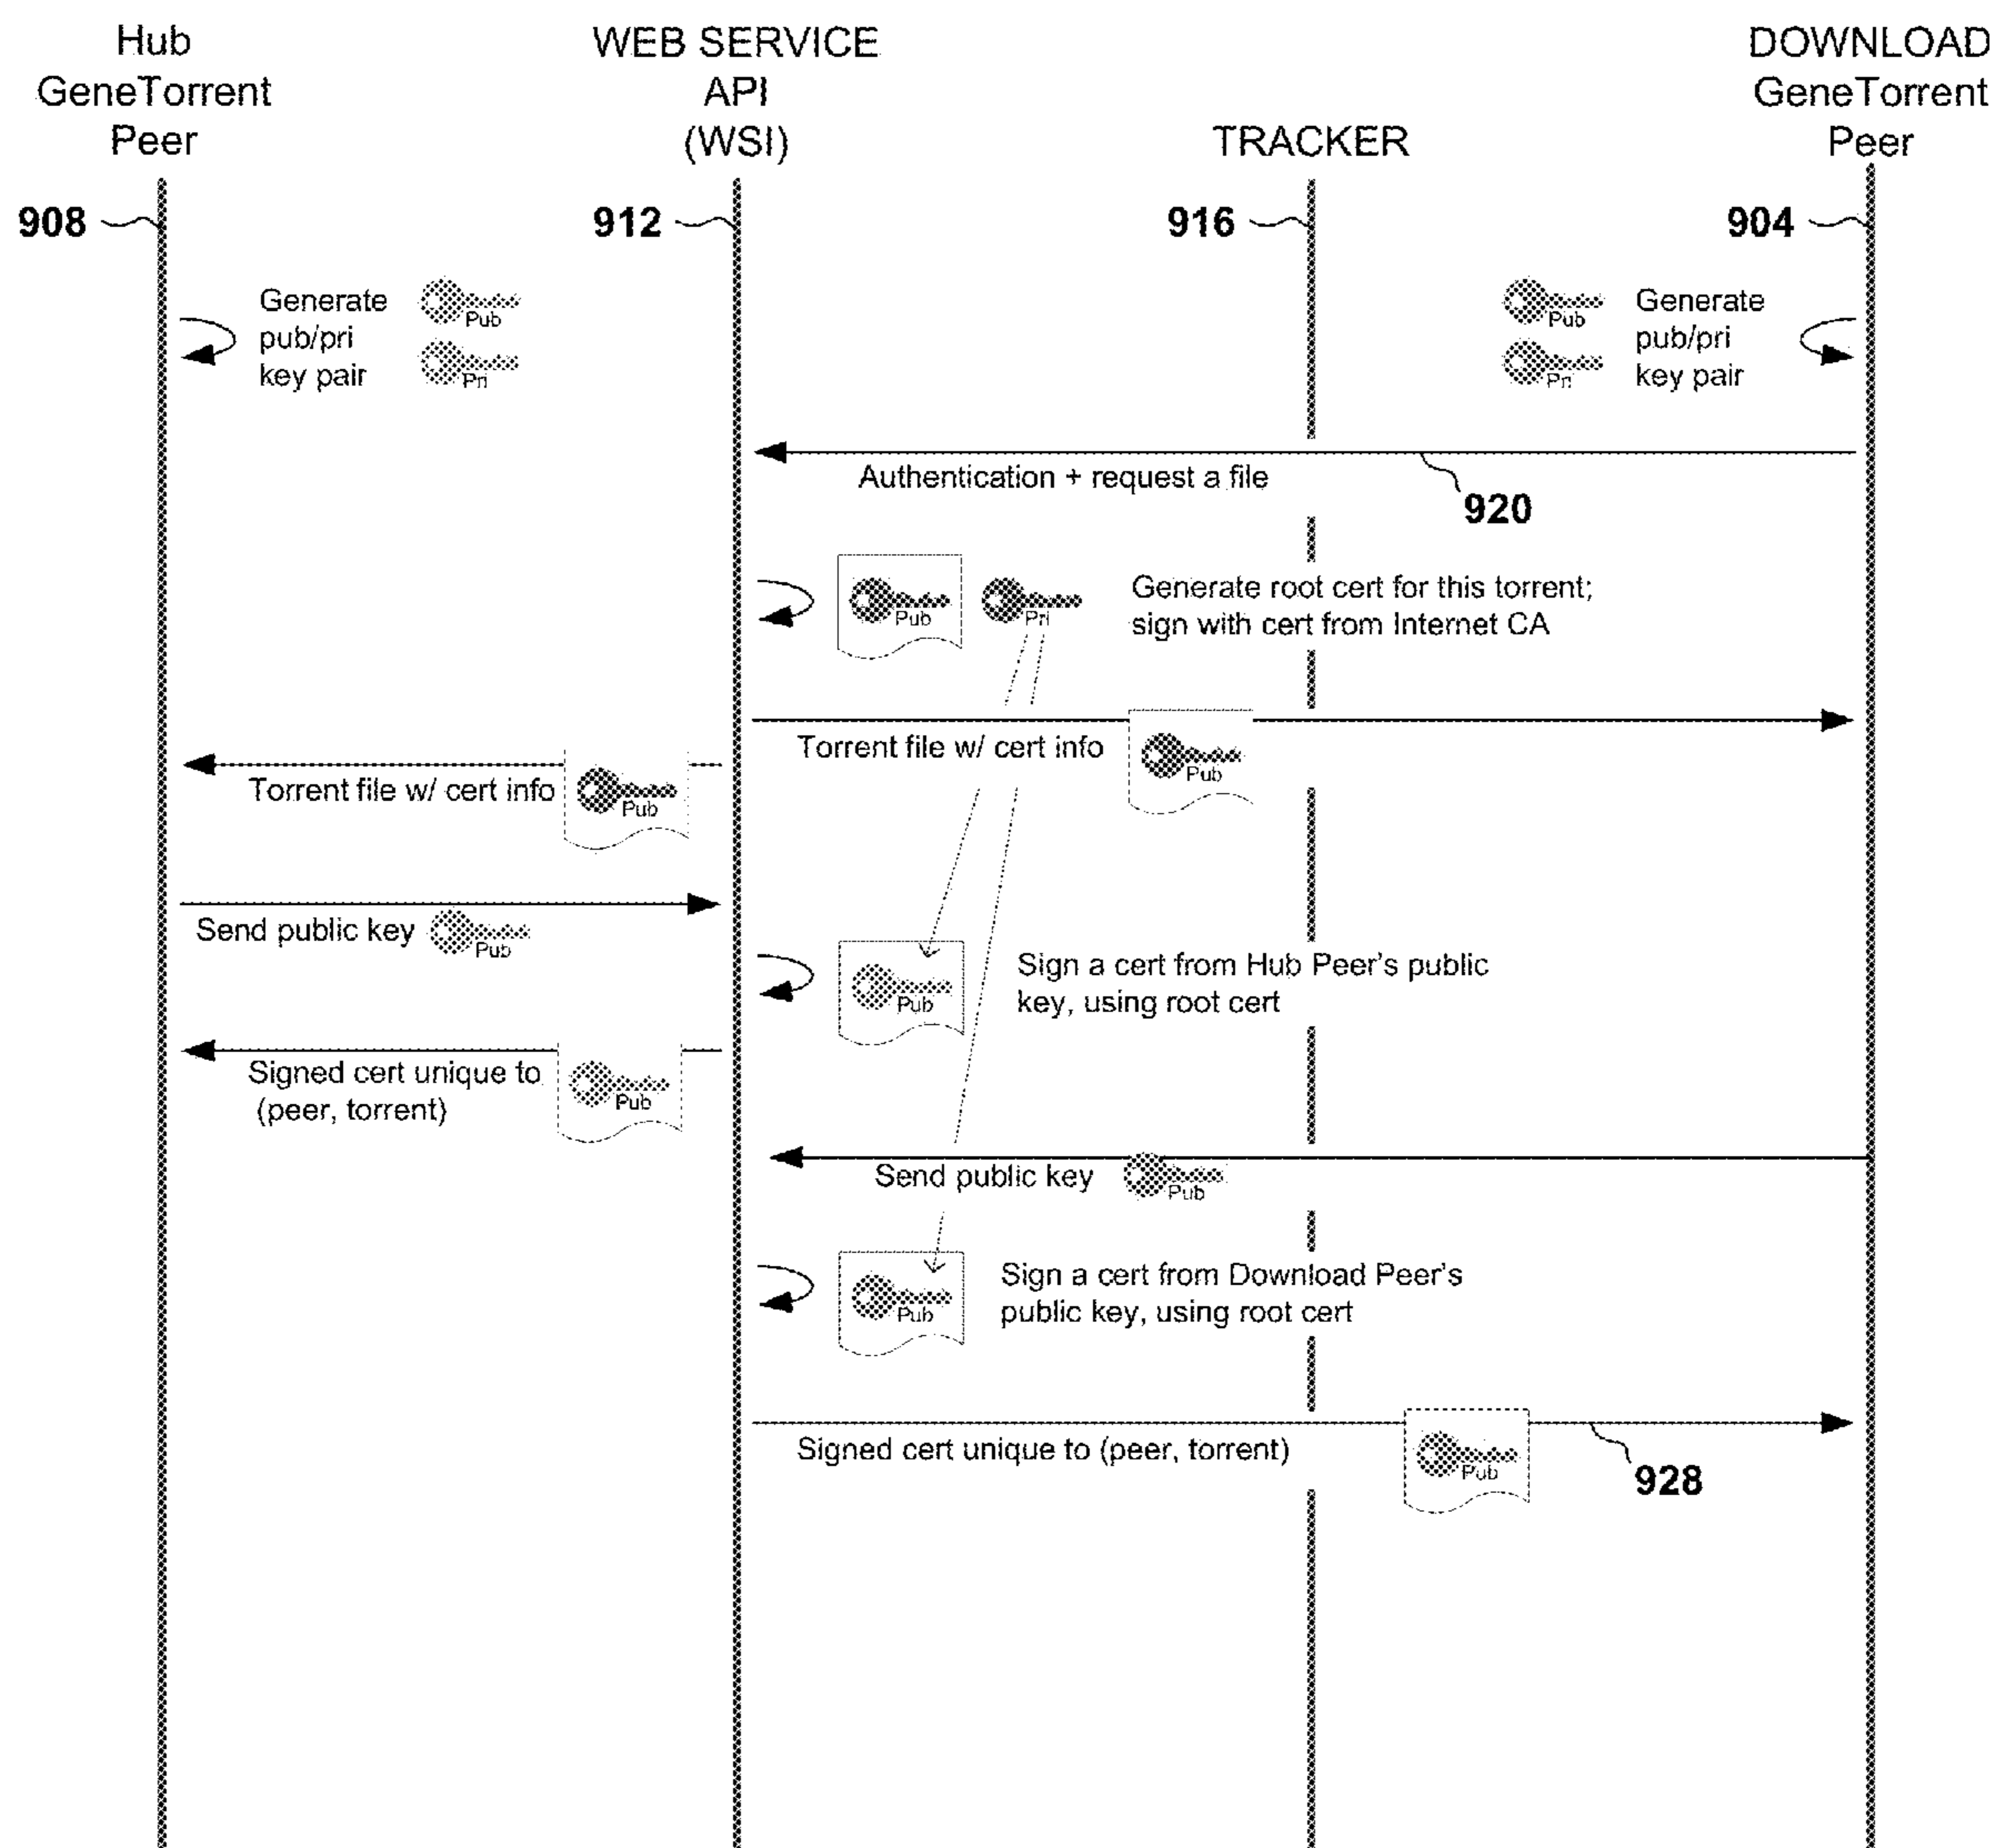 Hub
GeneTorrent
Peer
WEB SERVICE
API
(WSI)
TRACKER
DOWNLOAD
GeneTorrent
Peer
908
912
916
904
Generate
pub/pri
key pair
Pub
Pri
Pub
Pri
Generate
pub/pri
key pair
Authentication + request a file
920
Pub
Pri
Generate root cert for this torrent;
sign with cert from Internet CA
Torrent file w/ cert info
Pub
Torrent file w/ cert info
Pub
Send public key
Pub
Pub
Sign a cert from Hub Peer's public
key, using root cert
Signed cert unique to
(peer, torrent)
Pub
Send public key
Pub
Pub
Sign a cert from Download Peer's
public key, using root cert
Signed cert unique to (peer, torrent)
Pub
928